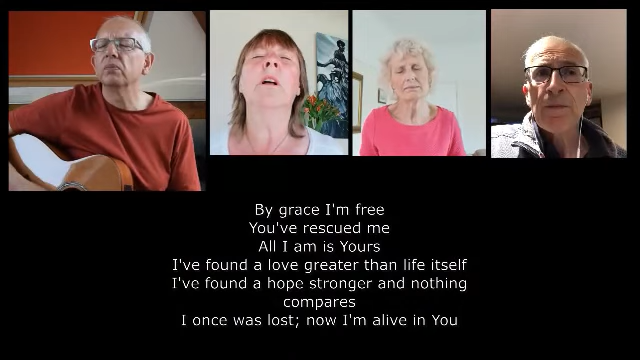 By grace I'm free
You've rescued me
All I am is Yours
I've found a love greater than life itself
I've found a hope stronger and nothing
compares
I once was lost; now I'm alive in You